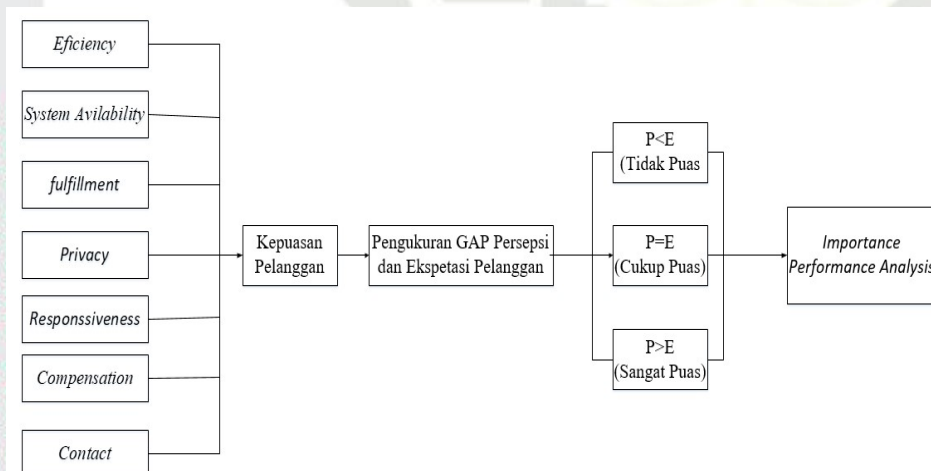 Eficiency
System Avilability
fulfillment
Privacy
Responssiveness
Compensation
Contact
Kepuasan
Pelanggan
Pengukuran GAP Persepsi
dan Ekspetasi Pelanggan
P<E
(Tidak Puas
P=E
(Cukup Puas)
P>E
(Sangat Puas)
Importance
Performance Analysis